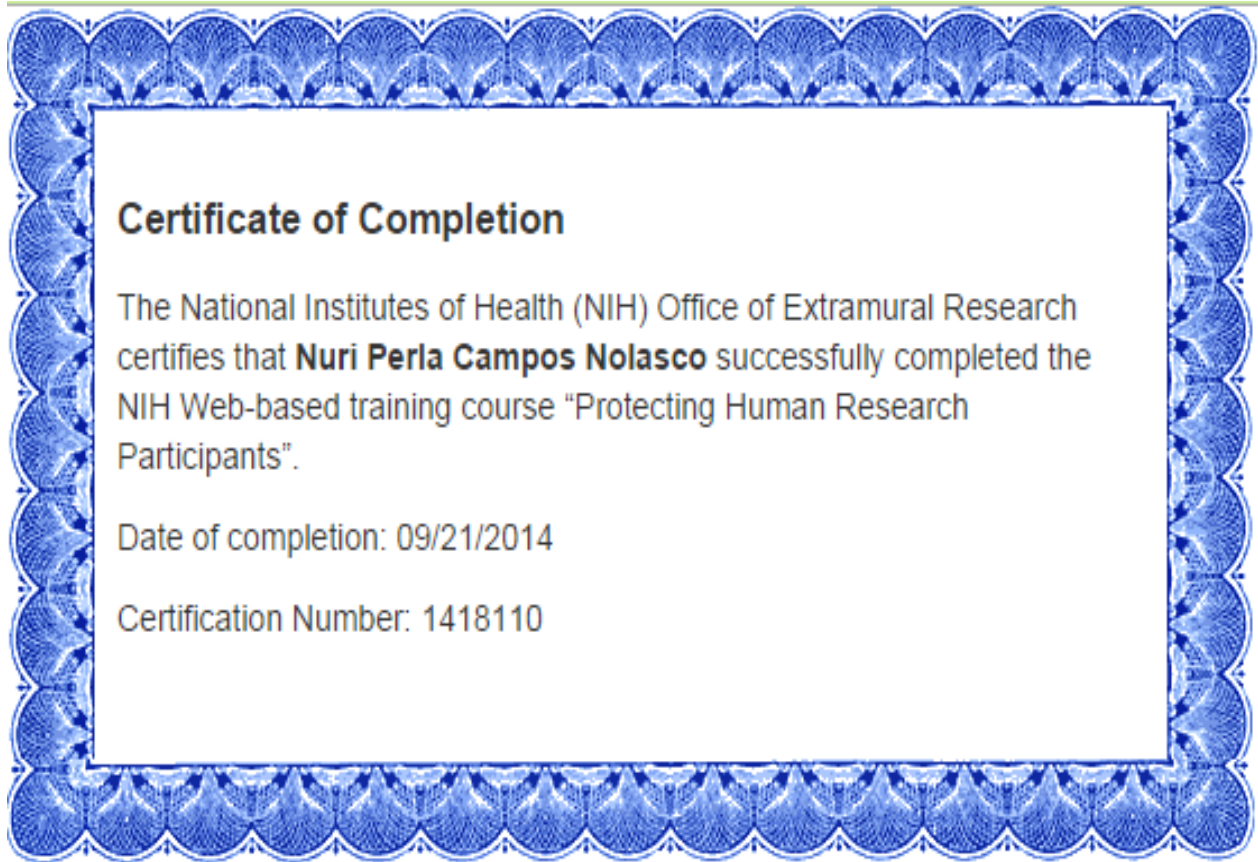 Certificate of Completion
The National Institutes of Health (NIH) Office of Extramural Research
certifies that Nuri Perla Campos Nolasco successfully completed the
NIH Web-based training course “Protecting Human Research
Participants”.
Date of completion: 09/21/2014
Certification Number: 1418110